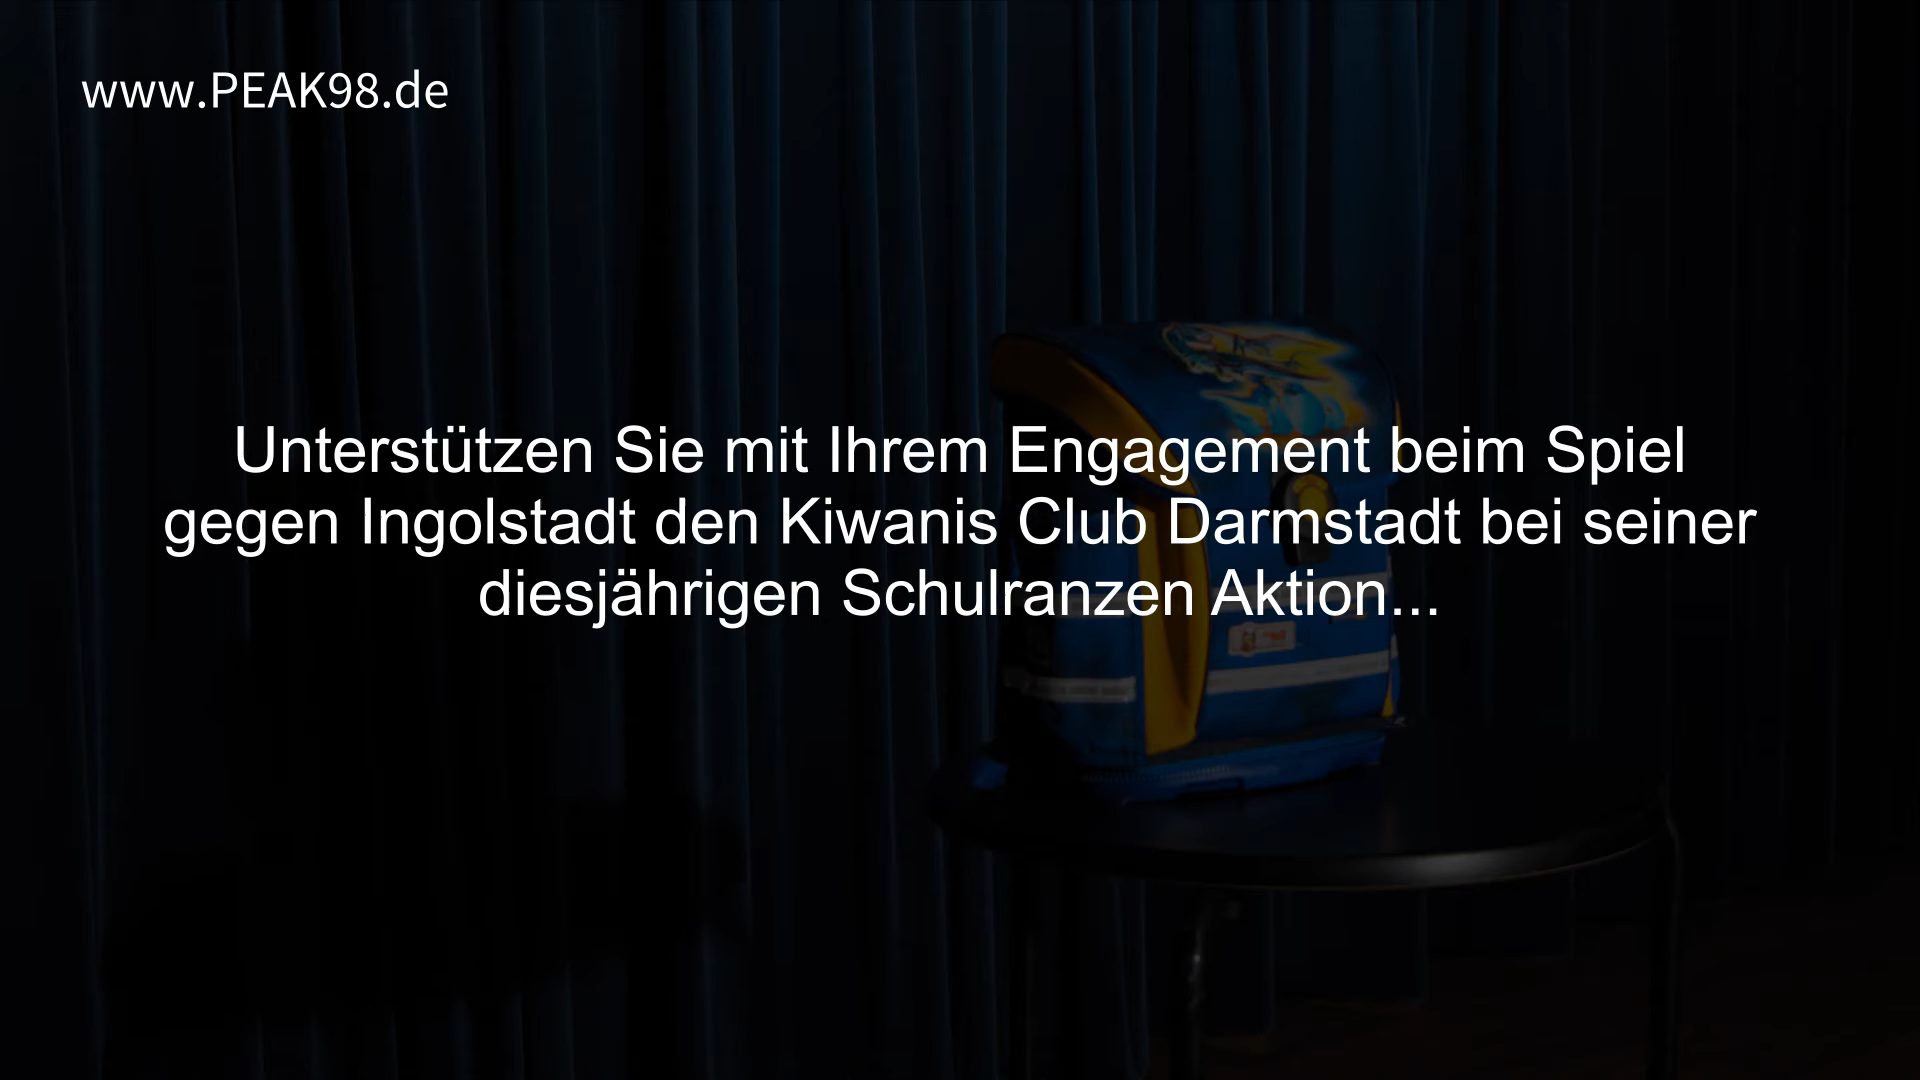 www.PEAK98.de
Unterstützen Sie mit Ihrem Engagement beim Spiel
gegen Ingolstadt den Kiwanis Club Darmstadt bei seiner
diesjährigen Schulranzen Aktion...